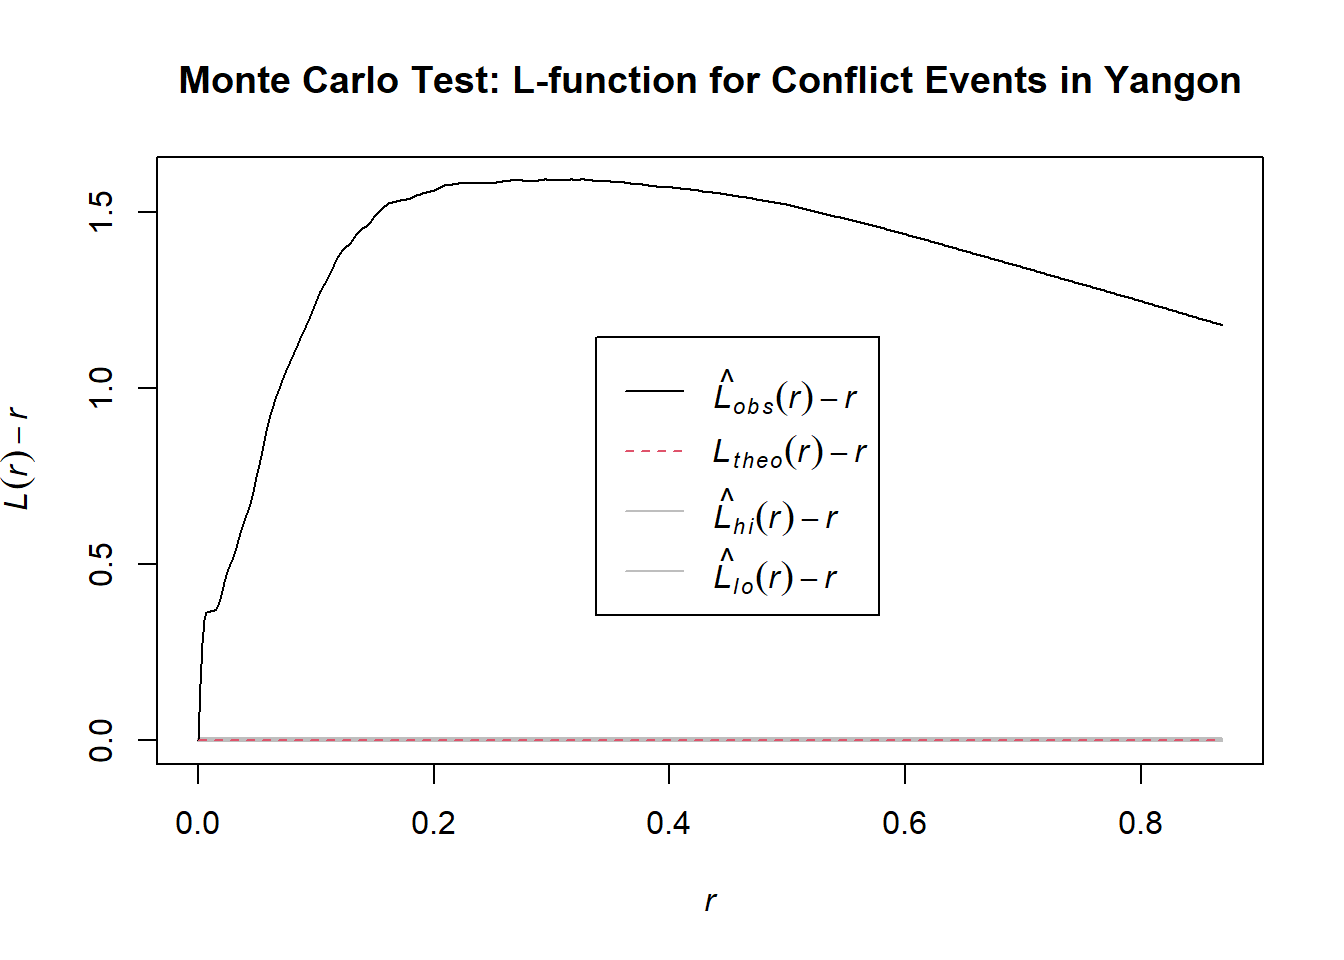 Monte Carlo Test: L-function for Conflict Events in Yangon
L(r) − r
1.5
1.0
0.5
0.0
L̂obs(r) − r
Ltheo(r) − r
L̂hi(r) − r
L̂lo(r) − r
0.0 0.2 0.4 0.6 0.8
r